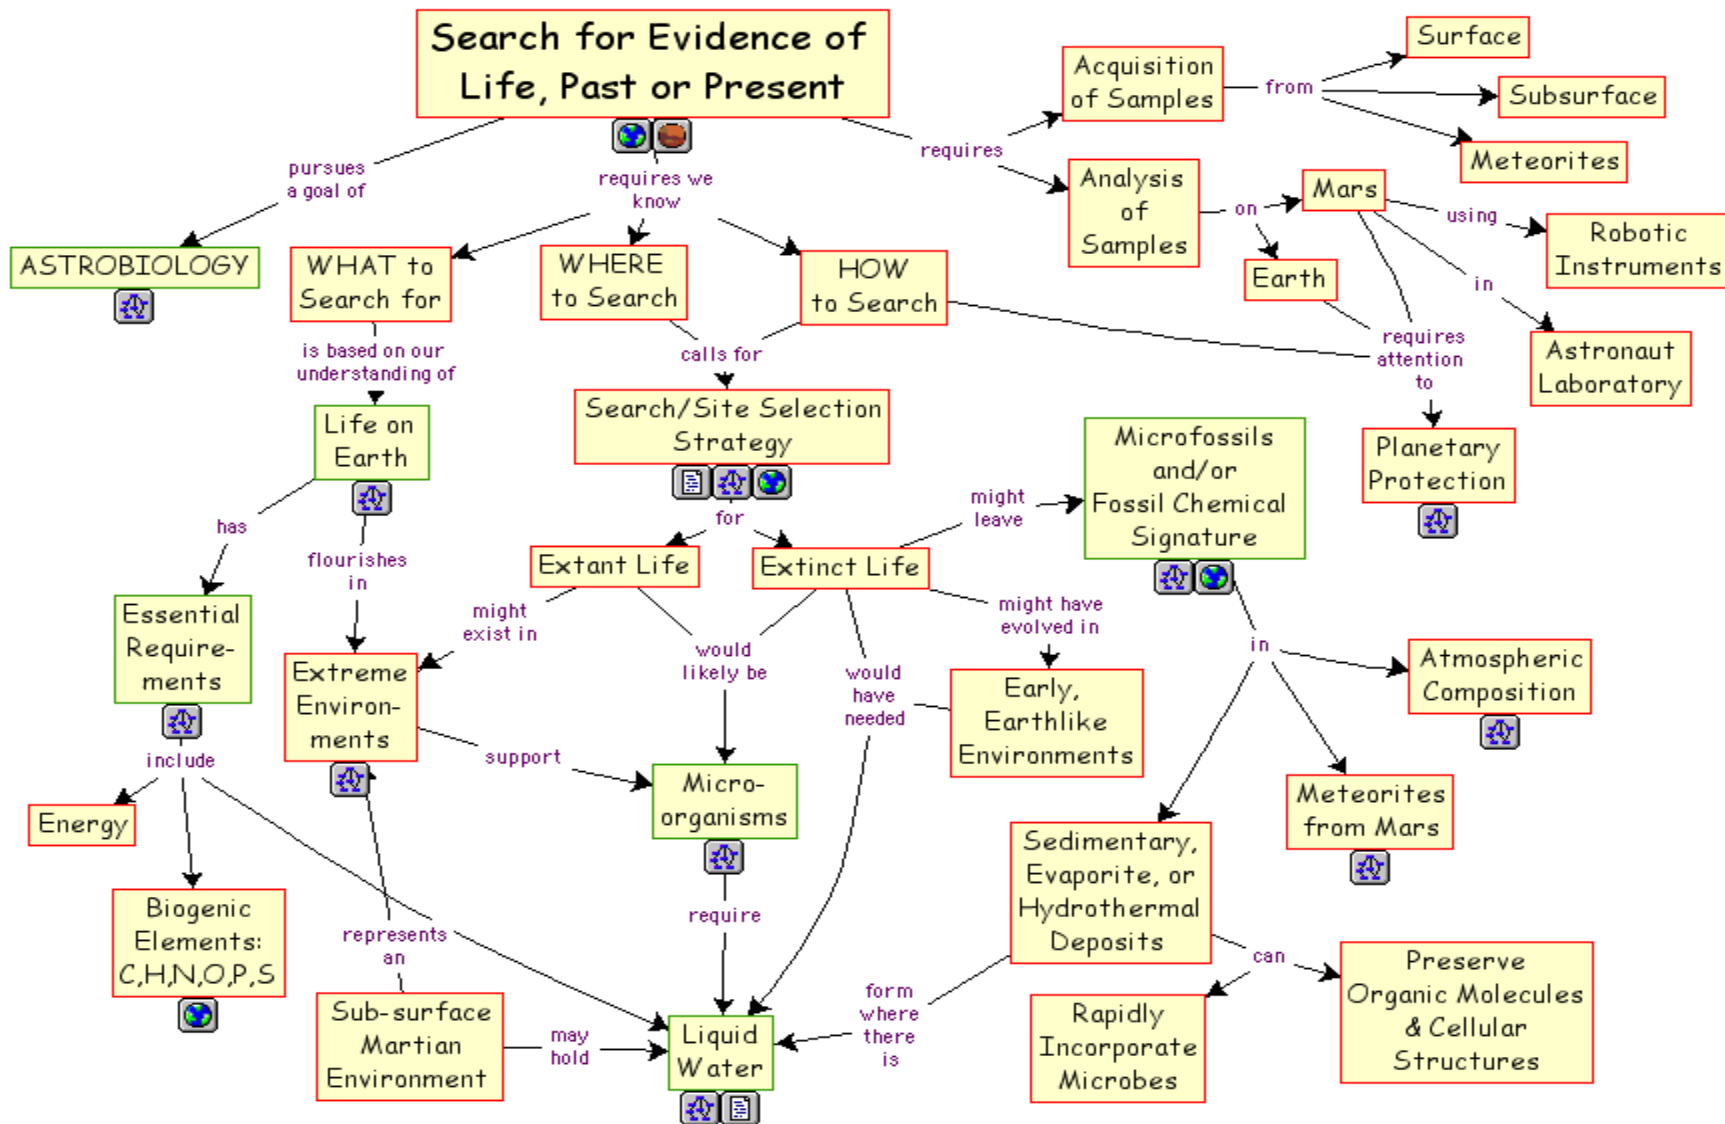 Search for Evidence of
Life, Past or Present
Acquisition
of Samples
from
Surface
Subsurface
Meteorites
requires
Analysis
of
Samples
on
Mars
Earth
using
Robotic
Instruments
in
Astronaut
Laboratory
requires
attention
to
Planetary
Protection
pursues
a goal of
ASTROBIOLOGY
requires we
know
WHAT to
Search for
WHERE
to Search
HOW
to Search
is based on our
understanding of
calls for
Life on
Earth
Search/Site Selection
Strategy
has
flourishes
in
for
Extant Life
Extinct Life
might
leave
Microfossils
and/or
Fossil Chemical
Signature
Essential
Require-
ments
might
exist in
would
likely be
would
have
needed
might have
evolved in
in
Extreme
Environ-
ments
Early,
Earthlike
Environments
Atmospheric
Composition
include
support
Micro-
organisms
Meteorites
from Mars
Energy
Biogenic
Elements:
C,H,N,O,P,S
represents
an
require
Sedimentary,
Evaporite, or
Hydrothermal
Deposits
can
Sub-surface
Martian
Environment
may
hold
Liquid
Water
form
where
there
is
Rapidly
Incorporate
Microbes
Preserve
Organic Molecules
& Cellular
Structures